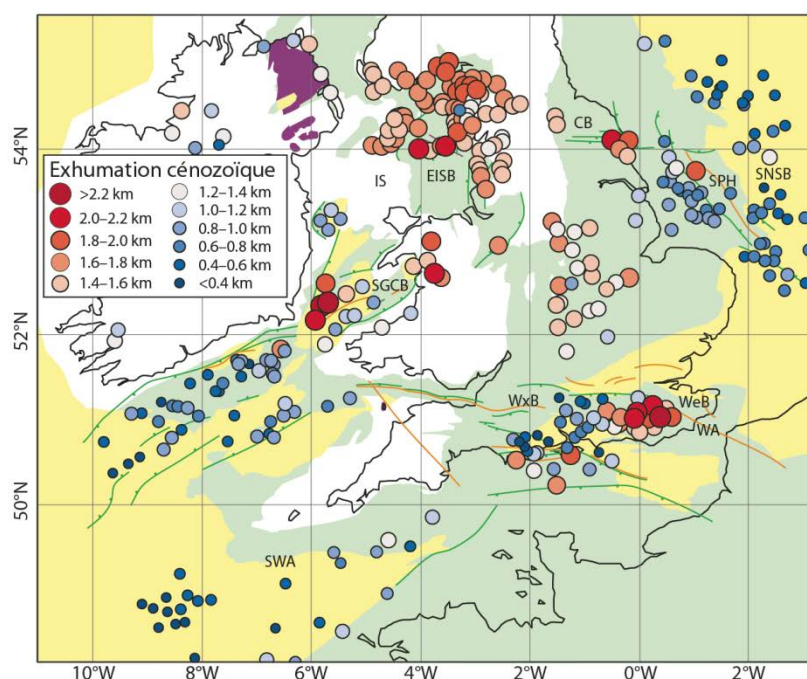 CB
54°N
Exhumation cénozoïque
>2.2 km
2.0–2.2 km
1.8–2.0 km
1.6–1.8 km
1.4–1.6 km
1.2–1.4 km
1.0–1.2 km
0.8–1.0 km
0.6–0.8 km
0.4–0.6 km
<0.4 km
IS
EISB
SPH
SNSB
SGCB
52°N
WxB
WeB
WA
50°N
SWA
10°W
8°W
6°W
4°W
2°W
0°W
2°W